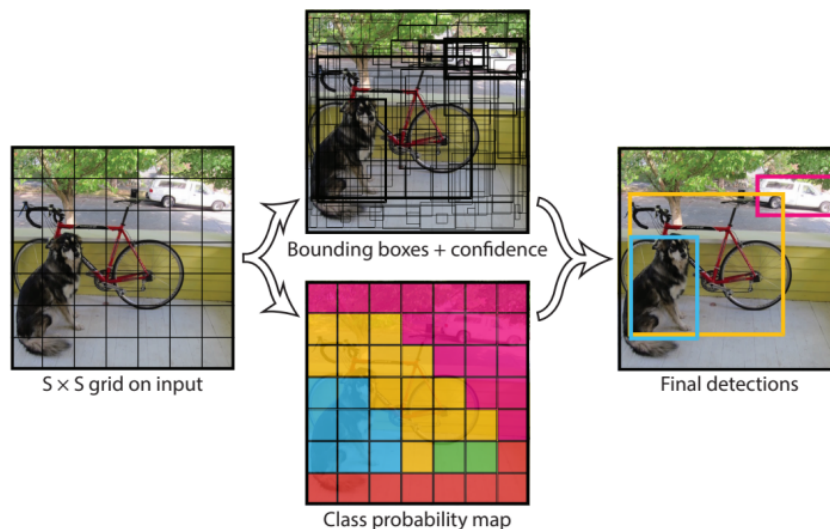 S × S grid on input
Bounding boxes + confidence
Class probability map
Final detections